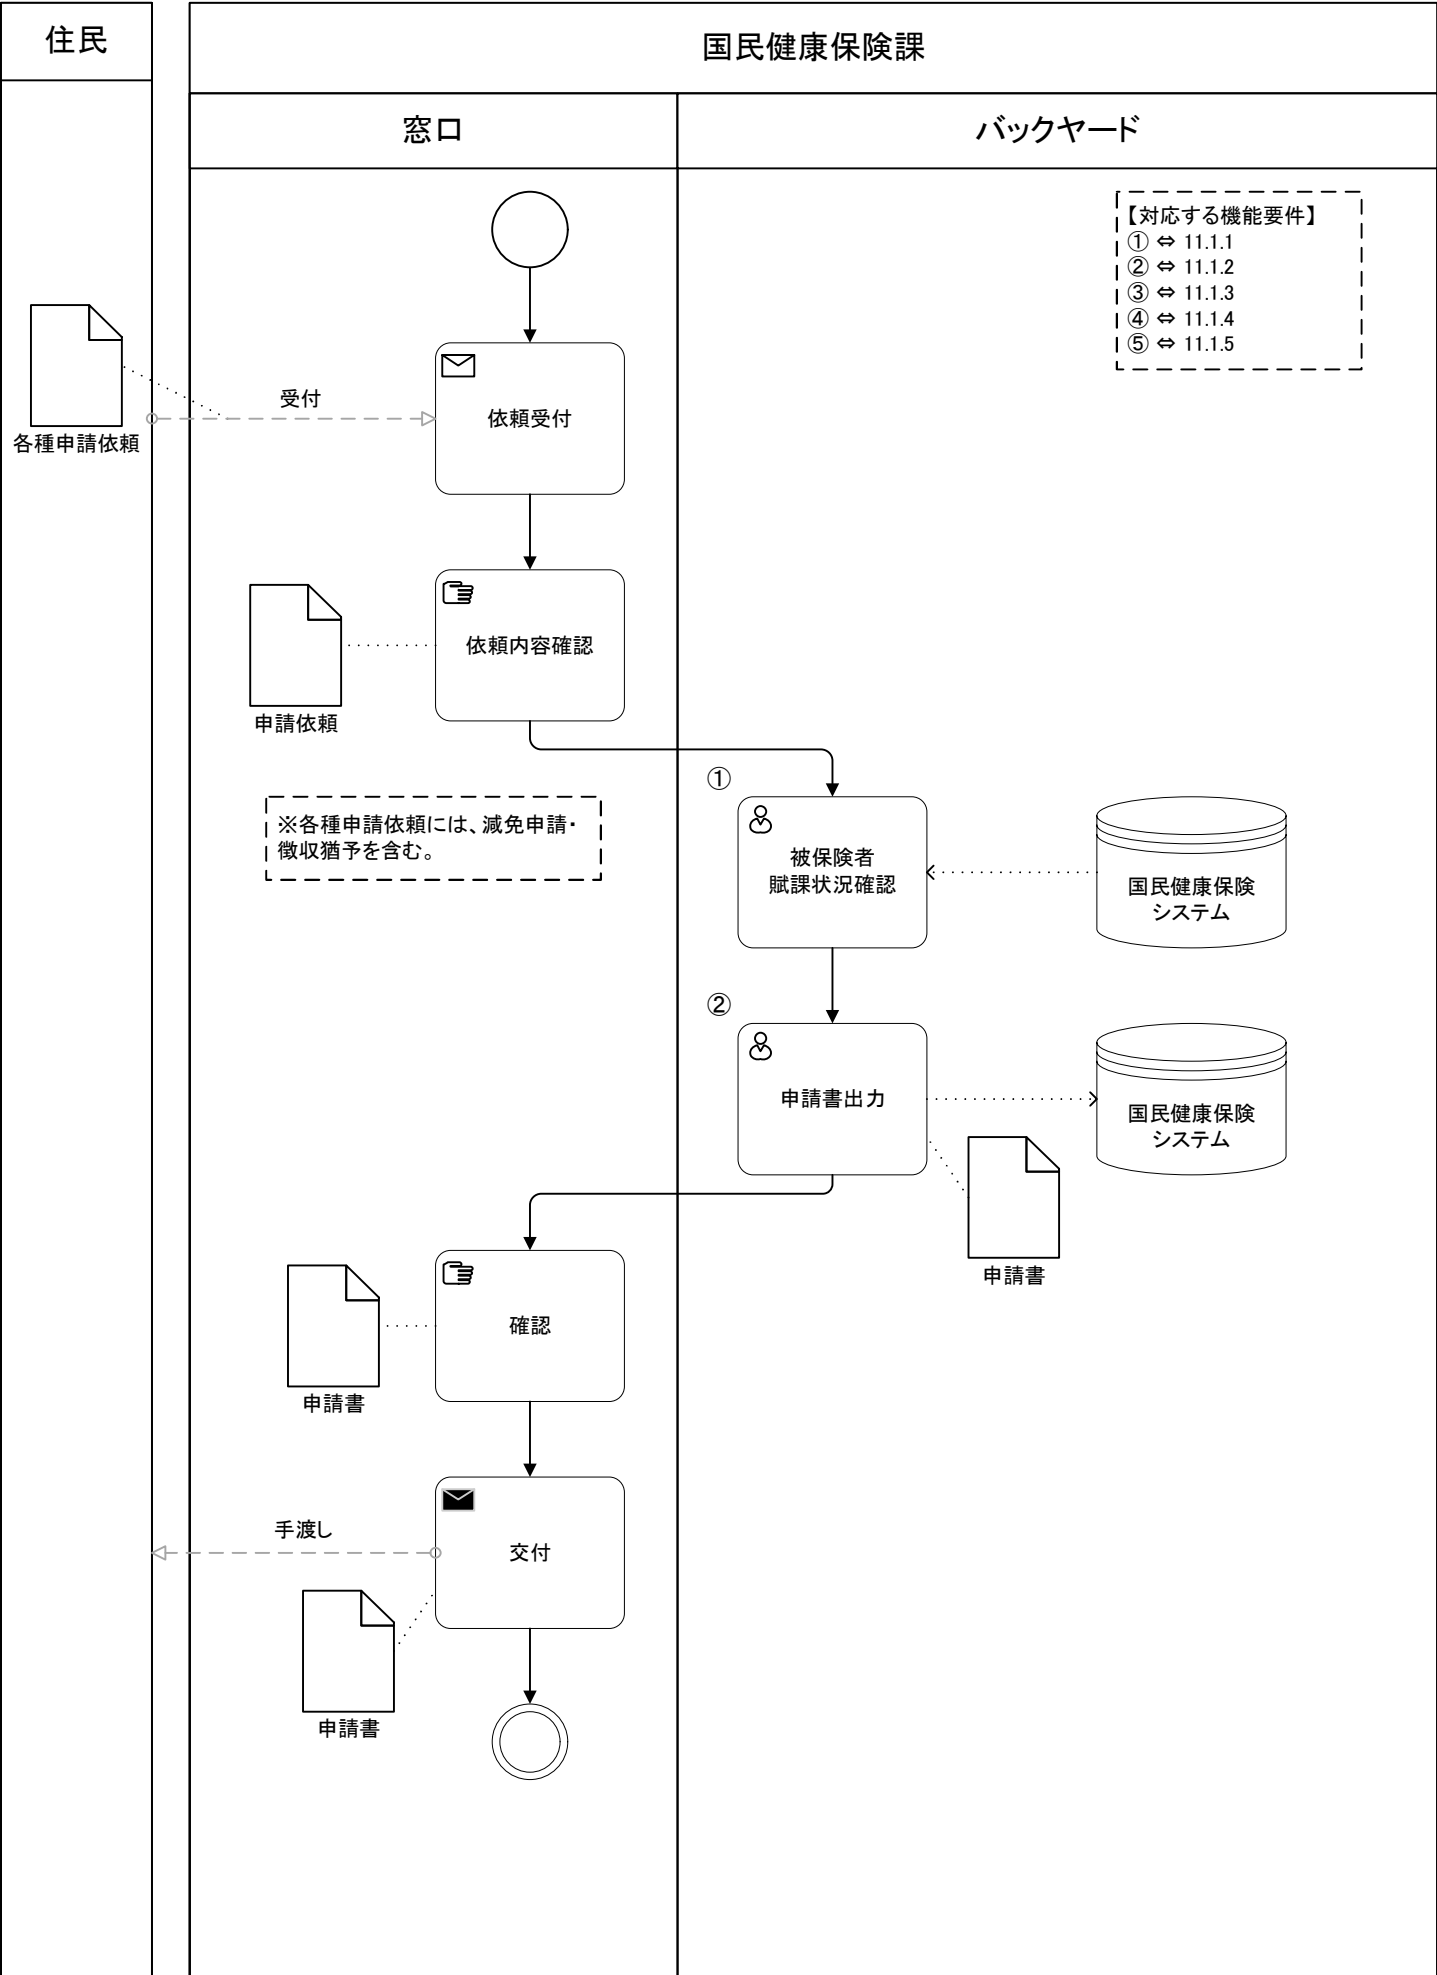 住民
国民健康保険課
窓口
バックヤード
【対応する機能要件】
① ⇔ 11.1.1
② ⇔ 11.1.2
③ ⇔ 11.1.3
④ ⇔ 11.1.4
⑤ ⇔ 11.1.5
各種申請依頼
受付
依頼受付
申請依頼
依頼内容確認
※各種申請依頼には、減免申請・
徴収猶予を含む。
①
被保険者
賦課状況確認
国民健康保険
システム
②
申請書出力
国民健康保険
システム
申請書
確認
申請書
手渡し
交付
申請書